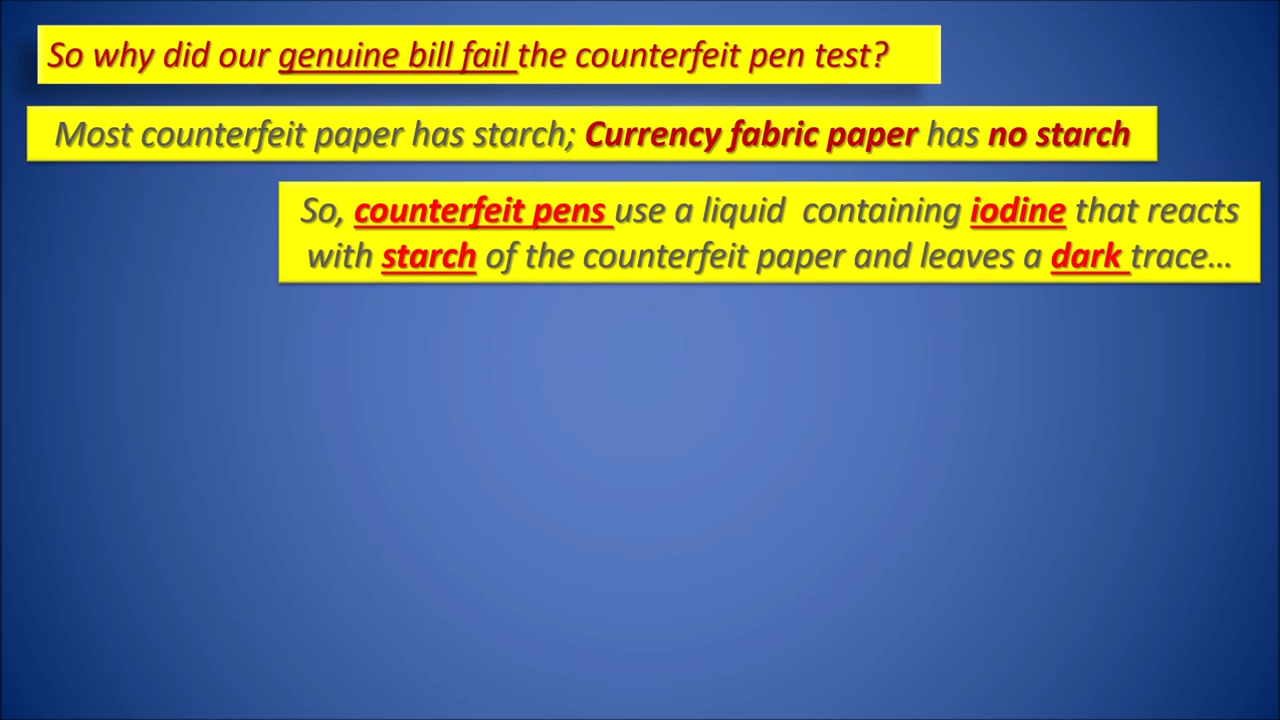 So why did our genuine bill fail the counterfeit pen test?
Most counterfeit paper has starch; Currency fabric paper has no starch
So, counterfeit pens use a liquid containing iodine that reacts
with starch of the counterfeit paper and leaves a dark trace...